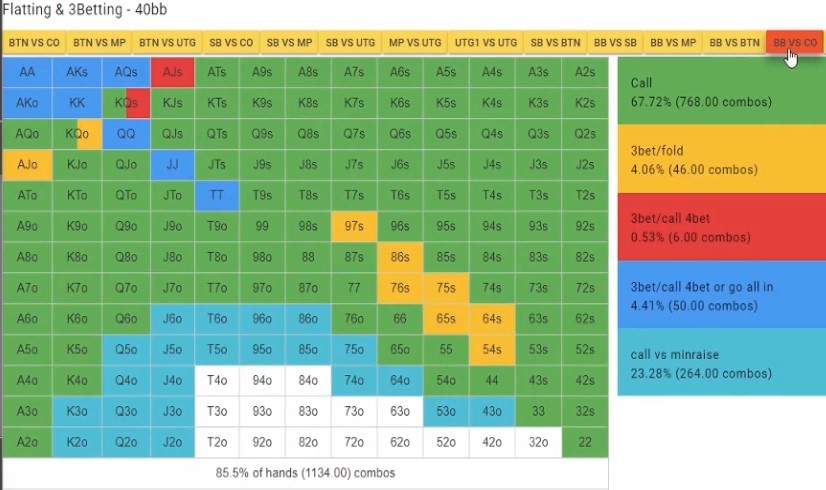 Flatting & 3Betting - 40bb
BTN VS CO BTN VS MP BTN VS UTG SB VS CO SB VS MP SB VS UTG MP VS UTG UTG1 VS UTG SB VS BTN BB VS SB BB VS MP BB VS BTN BB VS CO
AA AKs AQs AJs ATs A9s A8s A7s A6s A5s A4s A3s A2s
AKo KK KQs KJs KTs K9s K8s K7s K6s K5s K4s K3s K2s
AQo KQo QQ QJs QTs Q9s Q8s Q7s Q6s Q5s Q4s Q3s Q2s
AJo KJo QJo JJ JTs J9s J8s J7s J6s J5s J4s J3s J2s
ATo KTo QTo JTo TT T9s T8s T7s T6s T5s T4s T3s T2s
A9o K9o Q9o J9o T9o 99 98s 97s 96s 95s 94s 93s 92s
A8o K8o Q8o J8o T8o 98o 88 87s 86s 85s 84s 83s 82s
A7o K7o Q7o J7o T7o 97o 87o 77 76s 75s 74s 73s 72s
A6o K6o Q6o J6o T6o 96o 86o 76o 66 65s 64s 63s 62s
A5o K5o Q5o J5o T5o 95o 85o 75o 65o 55 54s 53s 52s
A4o K4o Q4o J4o T4o 94o 84o 74o 64o 54o 44 43s 42s
A3o K3o Q3o J3o T3o 93o 83o 73o 63o 53o 43o 33 32s
A2o K2o Q2o J2o T2o 92o 82o 72o 62o 52o 42o 32o 22
85.5% of hands (1134.00) combos
Call
67.72% (768.00 combos)
3bet/fold
4.06% (46.00 combos)
3bet/call 4bet
0.53% (6.00 combos)
3bet/call 4bet or go all in
4.41% (50.00 combos)
call vs minraise
23.28% (264.00 combos)